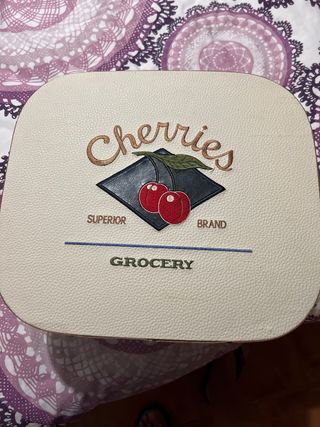 Cherries
SUPERIOR BRAND
GROCERY